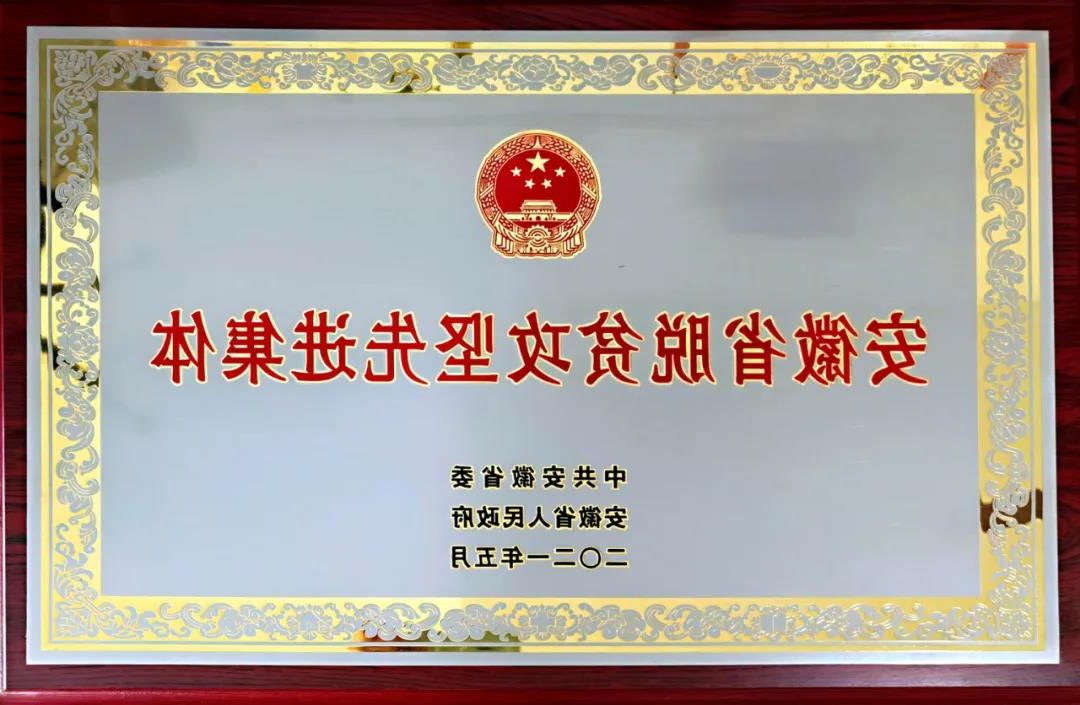 安徽省脱贫攻坚先进集体
中共安徽省委
安徽省人民政府
二〇二一年五月